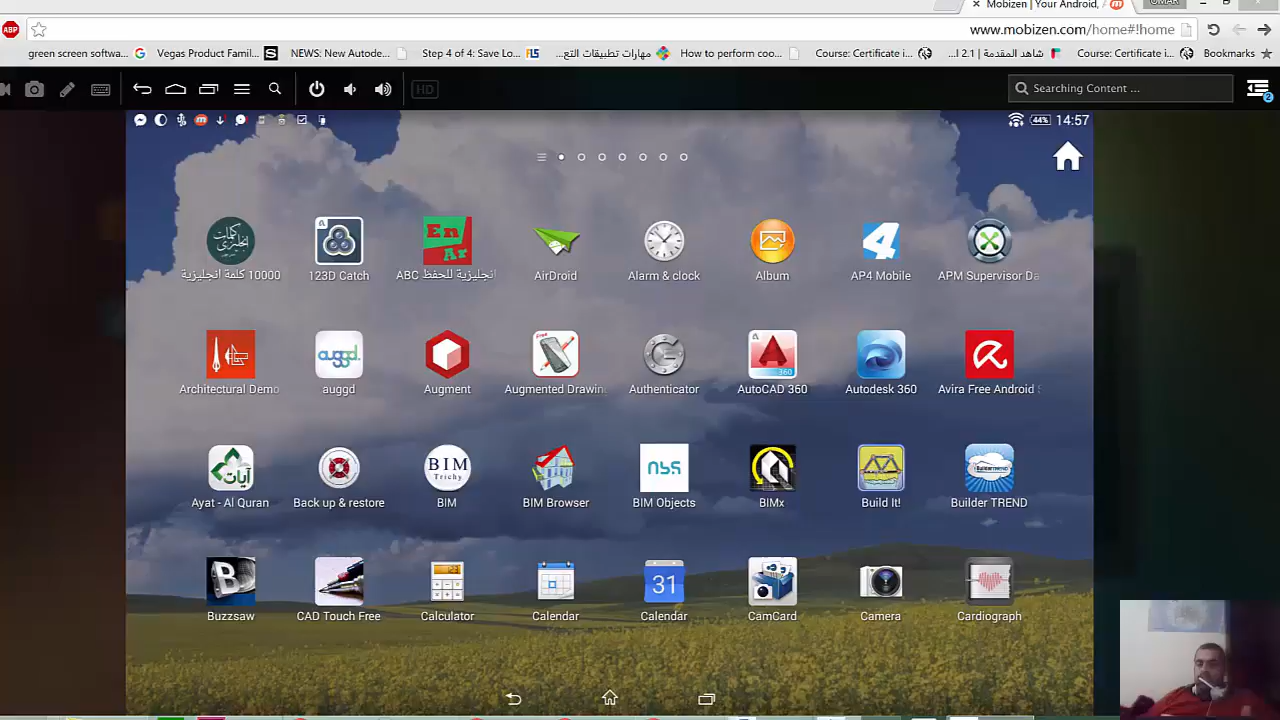 Mobizen | Your Android,
OMAR
ABP
www.mobizen.com/home#!home
green screen softwa...
Vegas Product Famil...
NEWS: New Autode...
Step 4 of 4: Save Lo...
مهارات تطبيقات التع...
How to perform coo...
Course: Certificate i...
شاهد المقدمة | 2.1 ا...
Course: Certificate i...
Bookmarks
HD
Searching Content ...
2
44%
14:57
10000 كلمة انجليزية
123D Catch
ABC انجليزية للحفظ
AirDroid
Alarm & clock
Album
AP4 Mobile
APM Supervisor Da
Architectural Demo
auggd
Augment
Augmented Drawin
Authenticator
AutoCAD 360
Autodesk 360
Avira Free Android S
Ayat - Al Quran
Back up & restore
BIM
BIM Browser
BIM Objects
BIMx
Build It!
Builder TREND
Buzzsaw
CAD Touch Free
Calculator
Calendar
Calendar
CamCard
Camera
Cardiograph